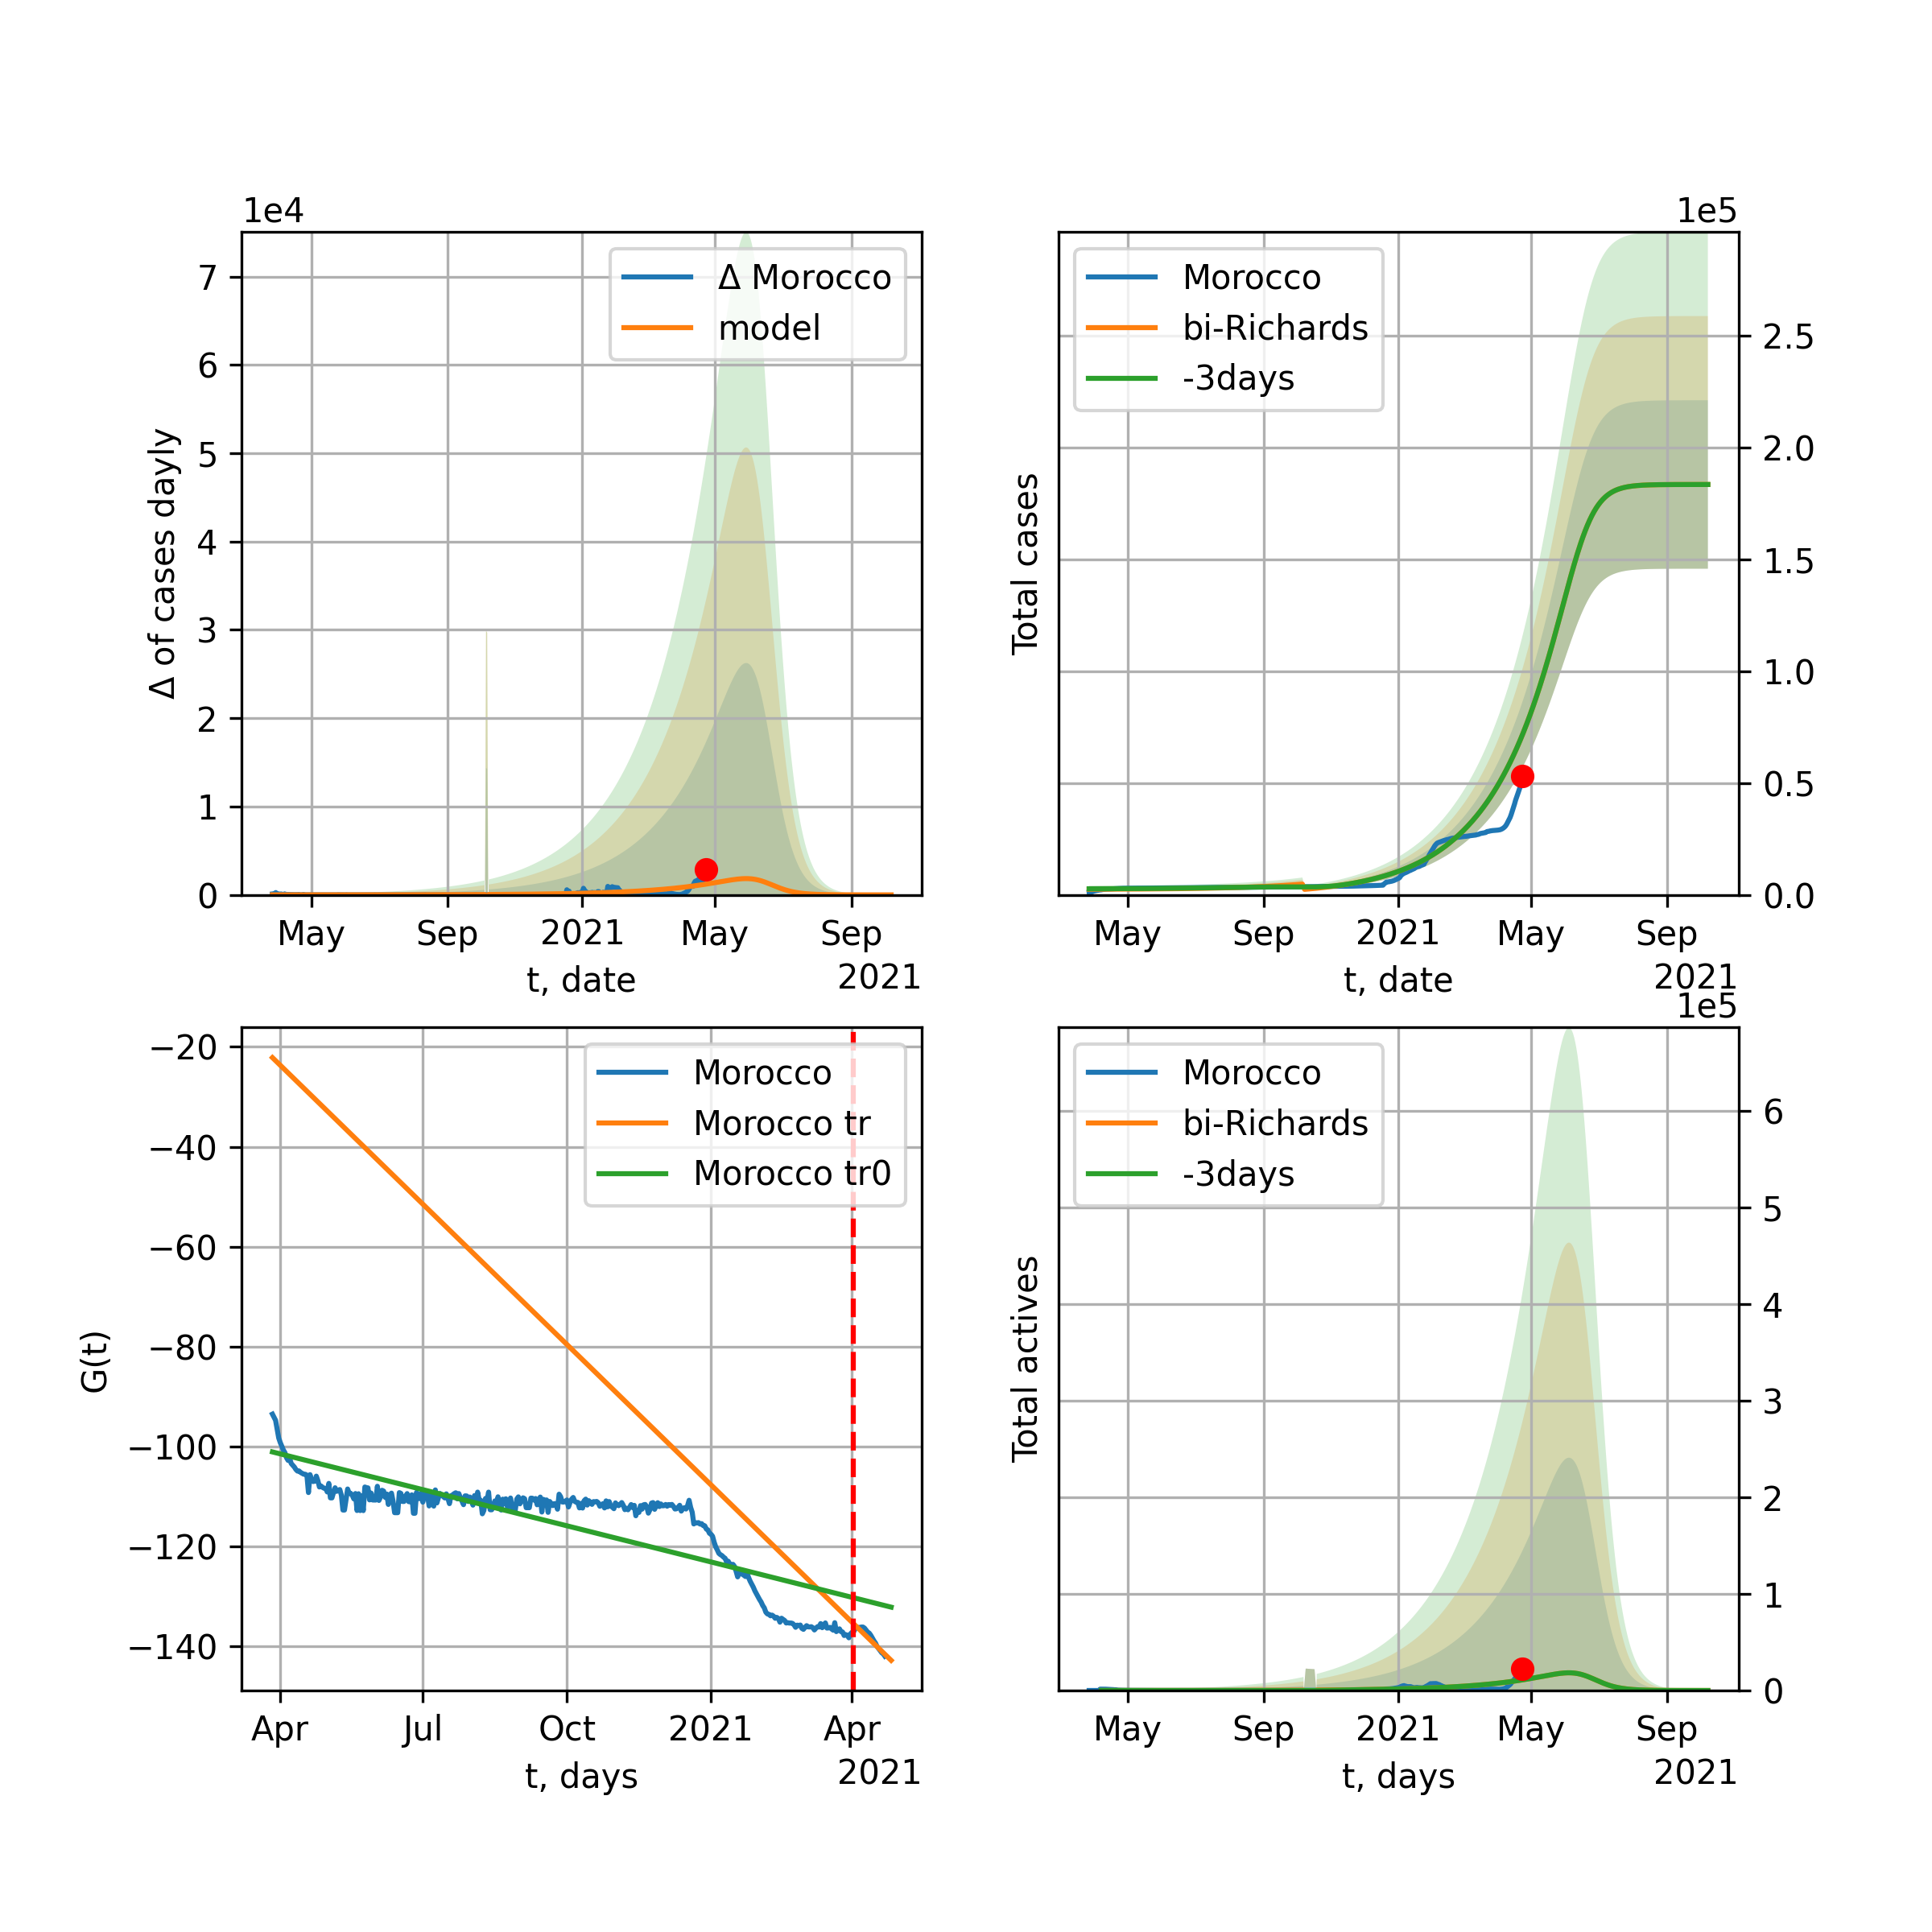 1e4
7
6
5
4
3
2
1
0
Δ of cases dayly
Δ Morocco
model
May Sep 2021 May Sep
t, date
2021
1e5
2.5
2.0
1.5
1.0
0.5
0.0
Total cases
Morocco
bi-Richards
-3days
May Sep 2021 May Sep
t, date
2021
−20
−40
−60
−80
−100
−120
−140
G(t)
Morocco
Morocco tr
Morocco tr0
Apr Jul Oct 2021 Apr
t, days
2021
1e5
6
5
4
3
2
1
0
Total actives
Morocco
bi-Richards
-3days
May Sep 2021 May Sep
t, days
2021